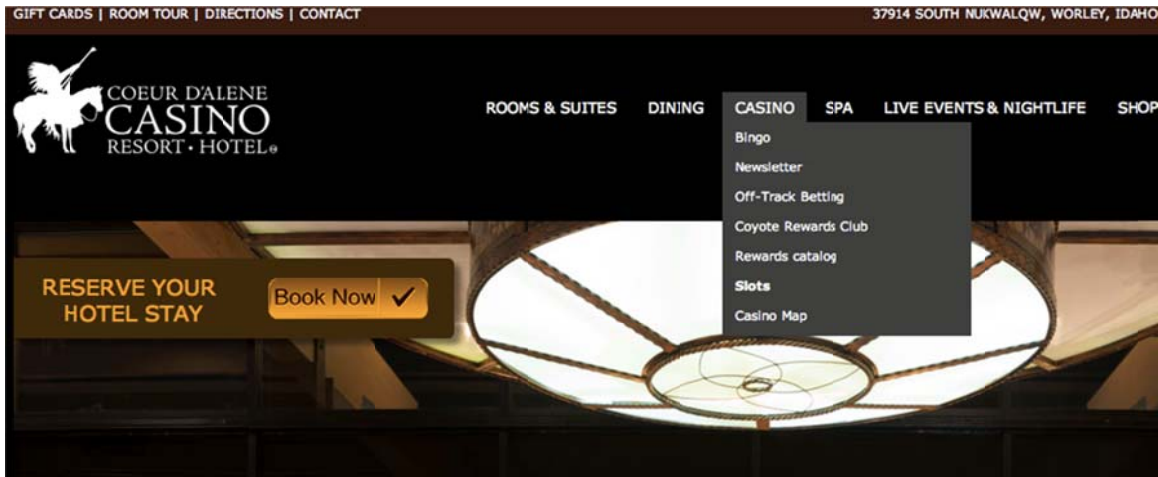 GIFT CARDS | ROOM TOUR | DIRECTIONS | CONTACT
37914 SOUTH NUKWALQW, WORLEY, IDAHO
COEUR D'ALENE
CASINO
RESORT • HOTEL
ROOMS & SUITES DINING CASINO SPA LIVE EVENTS & NIGHTLIFE SHOP
Bingo
Newsletter
Off-Track Betting
Coyote Rewards Club
Rewards catalog
Slots
Casino Map
RESERVE YOUR
HOTEL STAY
Book Now